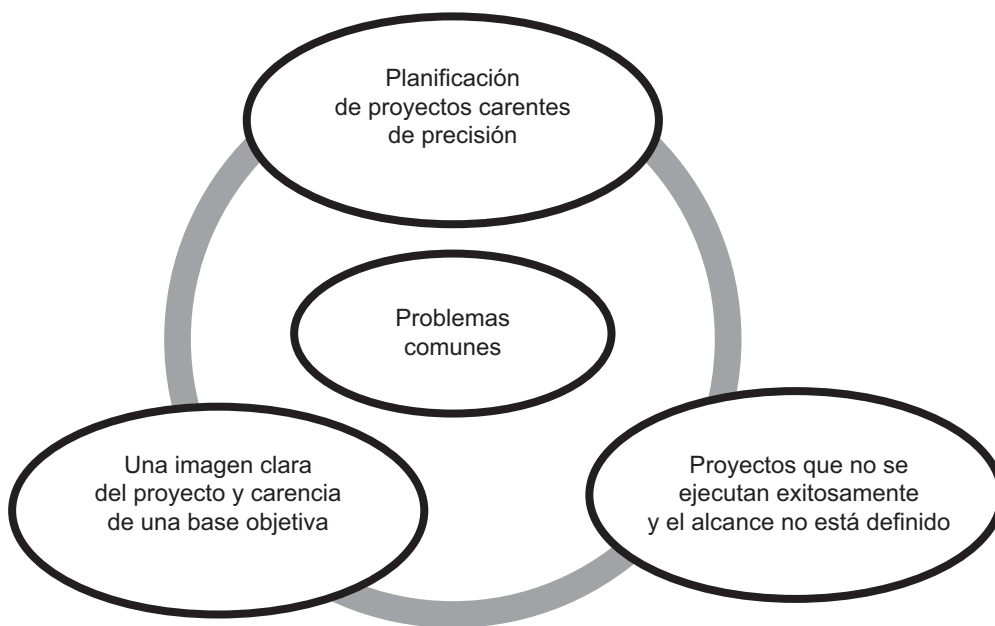 Planificación
de proyectos carentes
de precisión
Problemas
comunes
Una imagen clara
del proyecto y carencia
de una base objetiva
Proyectos que no se
ejecutan exitosamente
y el alcance no está definido